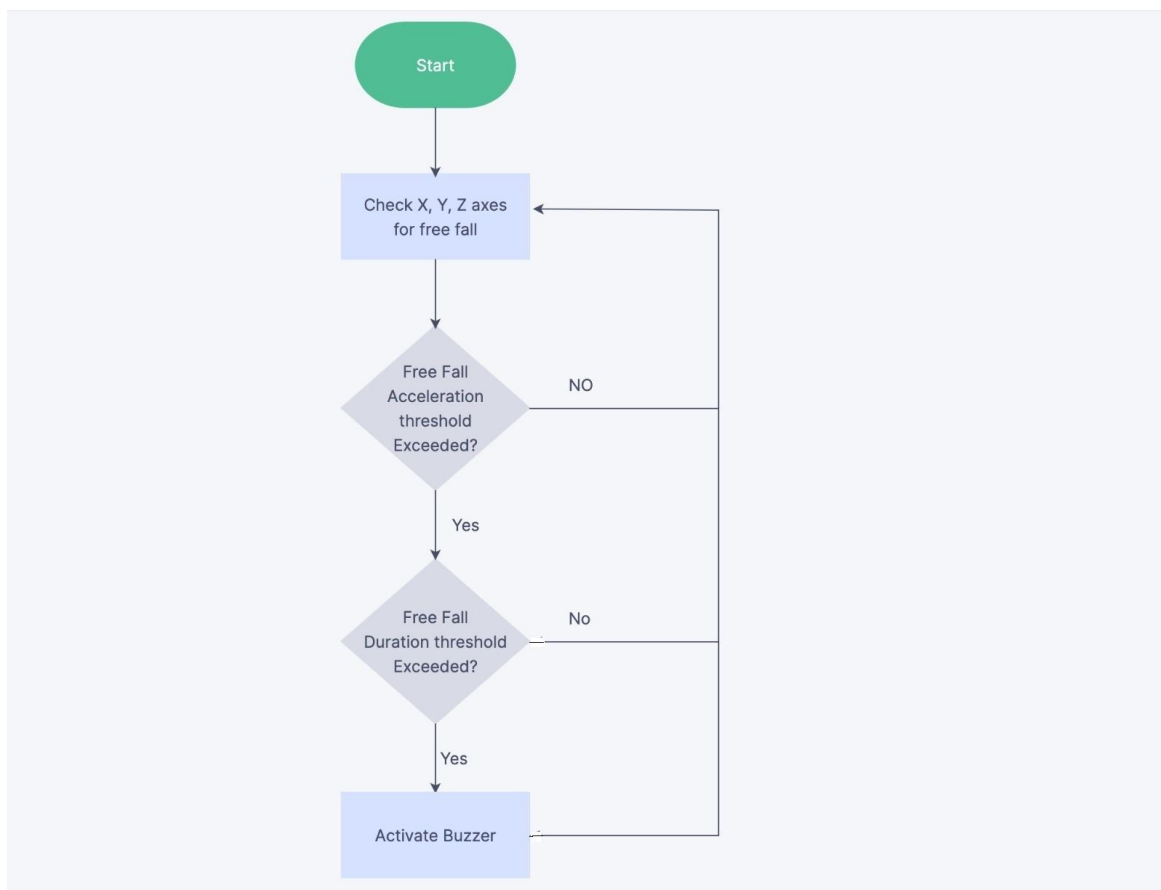 Start
Check X, Y, Z axes
for free fall
Free Fall
Acceleration
threshold
Exceeded?
NO
Yes
Free Fall
Duration threshold
Exceeded?
No
Yes
Activate Buzzer